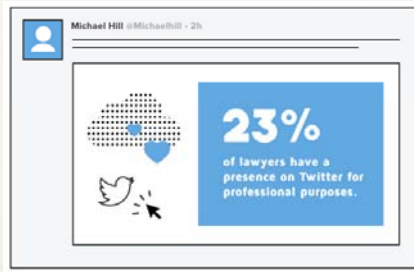 Michael Hill @Michaelhill - 2h
23%
of lawyers have a
presence on Twitter for
professional purposes.